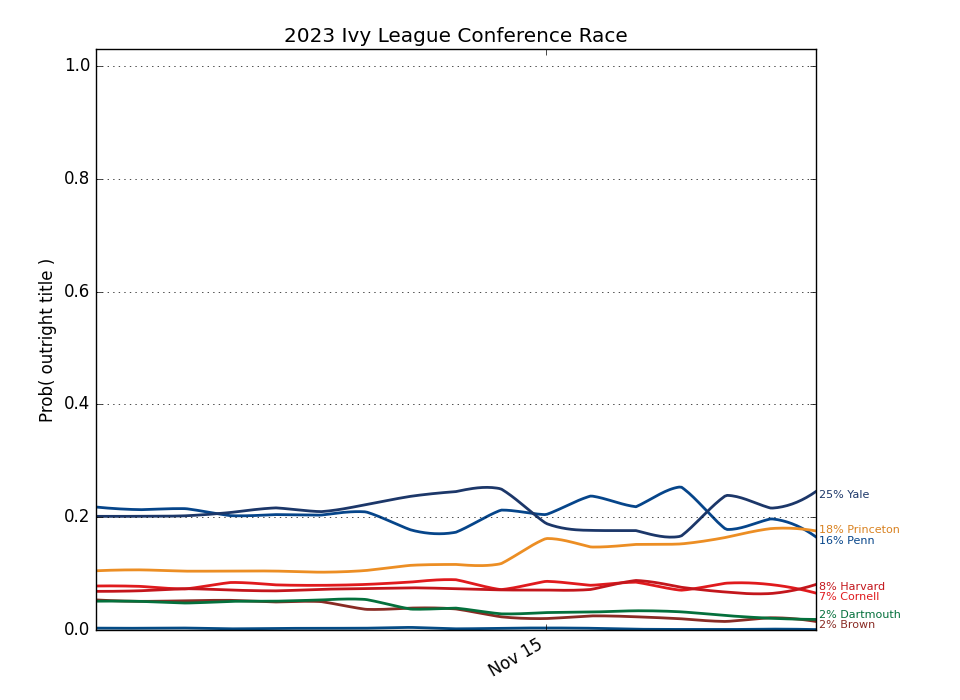 2023 Ivy League Conference Race
Prob( outright title )
1.0
0.8
0.6
0.4
0.2
0.0
Nov 15
25% Yale
18% Princeton
16% Penn
8% Harvard
7% Cornell
2% Dartmouth
2% Brown